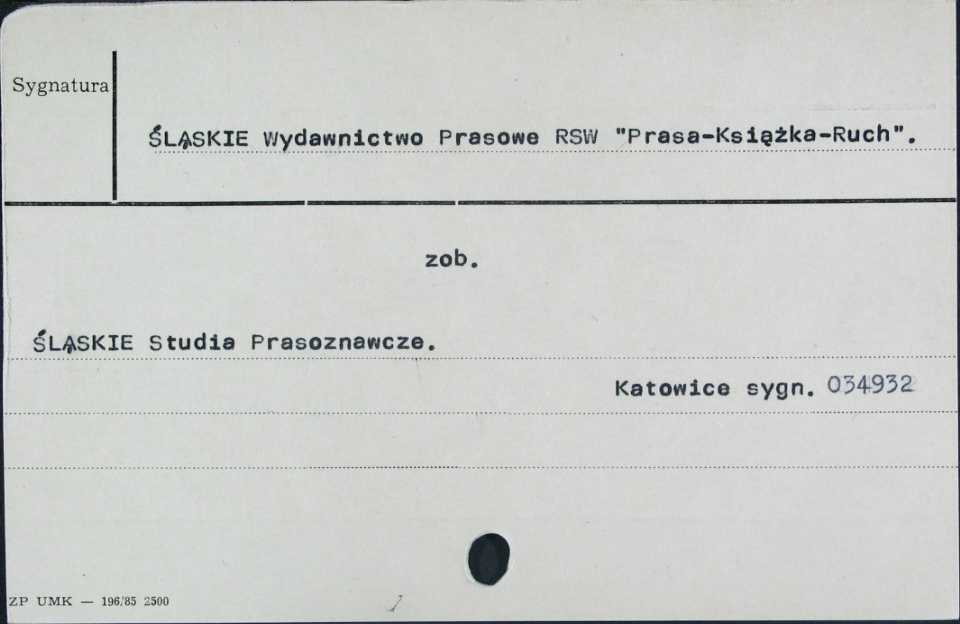 Sygnatura
ŚLĄSKIE Wydawnictwo Prasowe RSW "Prasa-Książka-Ruch".
zob.
ŚLĄSKIE Studia Prasoznawcze.
Katowice sygn. 034932
ZP UMK — 196/85 2500